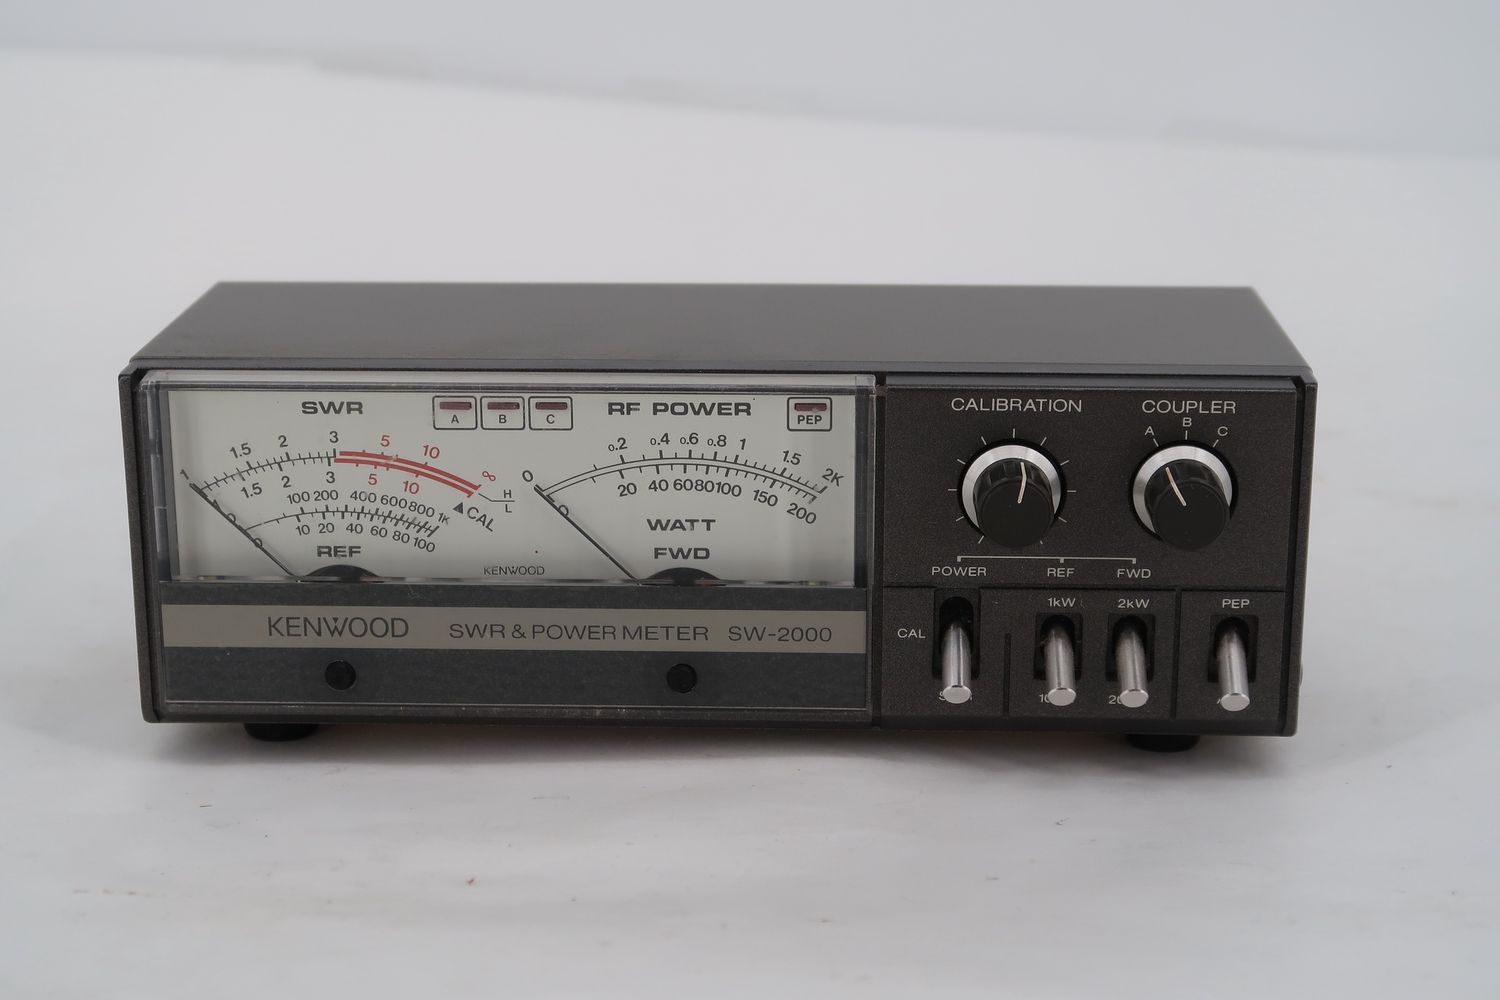 SWR
A B C
RF POWER
PEP
1 1.5 2 3 5 10 ∞
1.5 2 3 5 10
H
L
CAL
0 100 200 400 600 800 1K
0 10 20 40 60 80 100
REF
KENWOOD
0 0.2 0.4 0.6 0.8 1 1.5 2K
0 20 40 60 80 100 150 200
WATT
FWD
KENWOOD SWR & POWER METER SW-2000
CALIBRATION
COUPLER
A B C
POWER REF FWD
1kW 2kW PEP
CAL